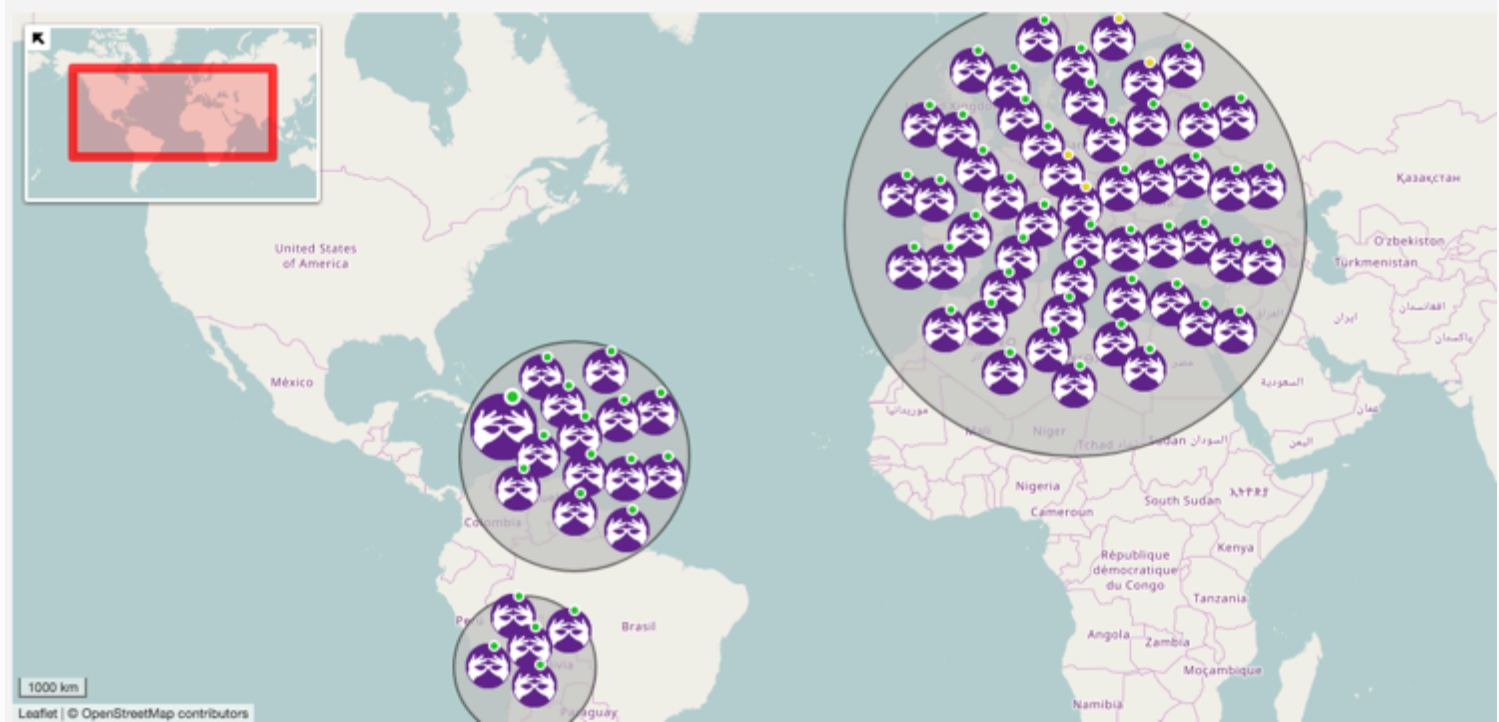 United States
of America
México
Қазақстан
O'zbekiston
Türkmenistan
افغانستان
ایران
پاکستان
العراق
السعودية
عمان
اليمن
موريتانيا
Mali
Niger
Tchad تشاد
Sudan السودان
Nigeria
South Sudan
Cameroun
Kenya
République
démocratique
du Congo
Tanzania
Angola
Zambia
Moçambique
Namibia
Colombia
Brasil
Paraguay
1000 km
Leaflet | © OpenStreetMap contributors